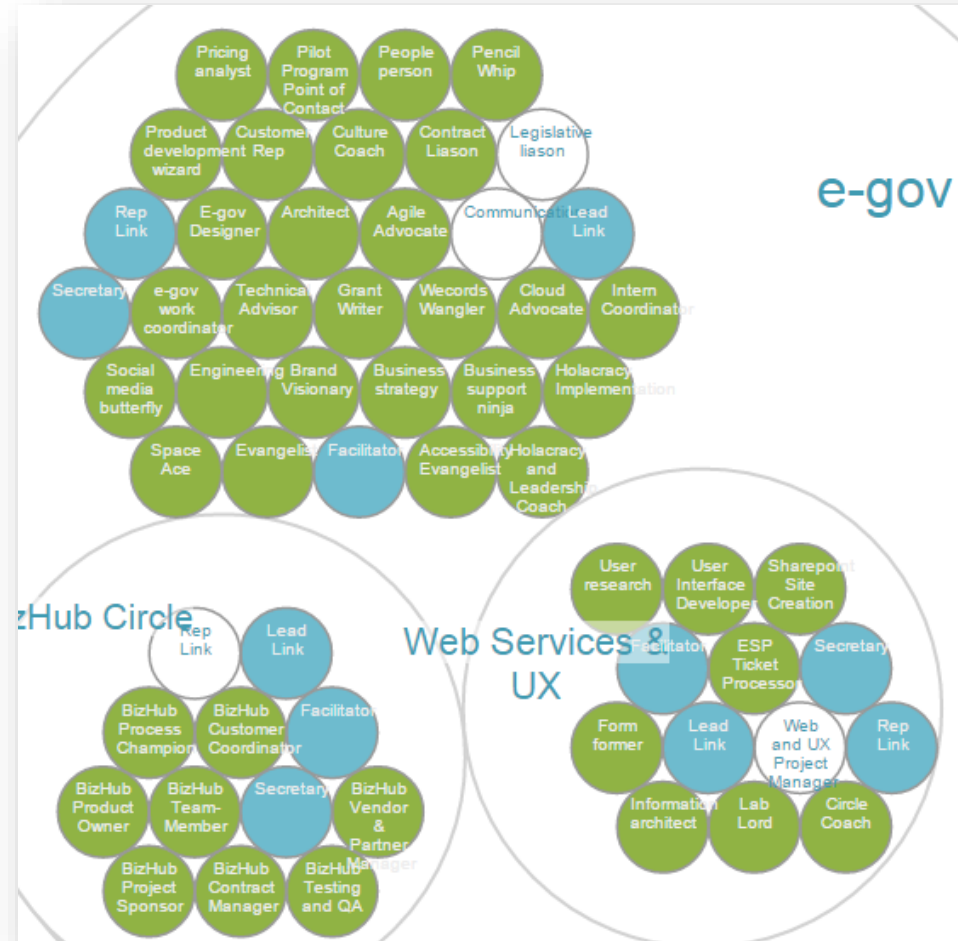 Pricing
analyst
Pilot
Program
Point of
Contact
People
person
Pencil
Whip
Product
development
wizard
Customer
Rep
Culture
Coach
Contract
Liason
Legislative
liason
e-gov
Rep
Link
E-gov
Designer
Architect
Agile
Advocate
Lead
Link
Secretary
e-gov
work
coordinator
Technical
Advisor
Grant
Writer
Wecords
Wangler
Cloud
Advocate
Intern
Coordinator
Social
media
butterfly
Engineering
Brand
Visionary
Business
strategy
Business
support
ninja
Holacracy
Implementation
Space
Ace
Evangelist
Facilitator
Accessibility
Evangelist
Holacracy
and
Leadership
Coach
zHub Circle
Rep
Link
Lead
Link
BizHub
Process
Champion
BizHub
Customer
Coordinator
Facilitator
BizHub
Product
Owner
BizHub
Team-
Member
Secretary
BizHub
Vendor
&
Partner
Manager
BizHub
Project
Sponsor
BizHub
Contract
Manager
BizHub
Testing
and QA
Web Services &
UX
User
research
User
Interface
Developer
Sharepoint
Site
Creation
Facilitator
ESP
Ticket
Processor
Secretary
Form
former
Lead
Link
Web
and UX
Project
Manager
Rep
Link
Information
architect
Lab
Lord
Circle
Coach